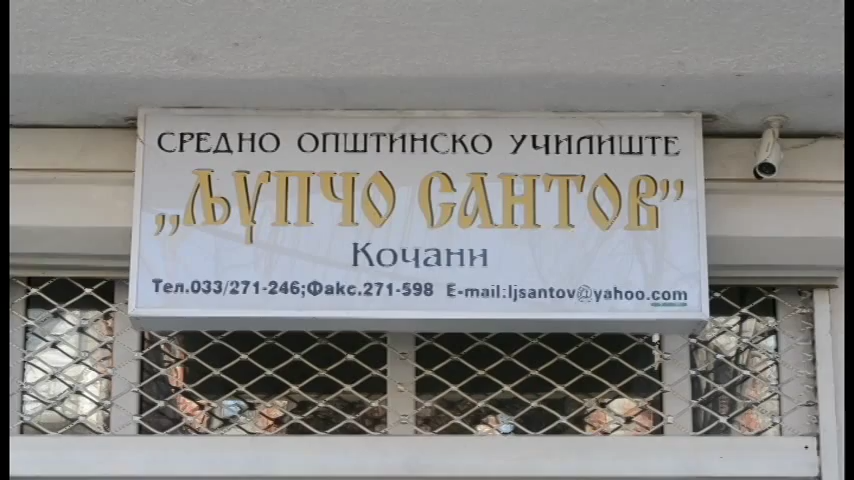 СРЕДНО ОПШТИНСКО УЧИЛИШТЕ
„ЉУПЧО САНТОВ”
Кочани
Тел.033/271-246;Факс.271-598 E-mail:ljsantov@yahoo.com